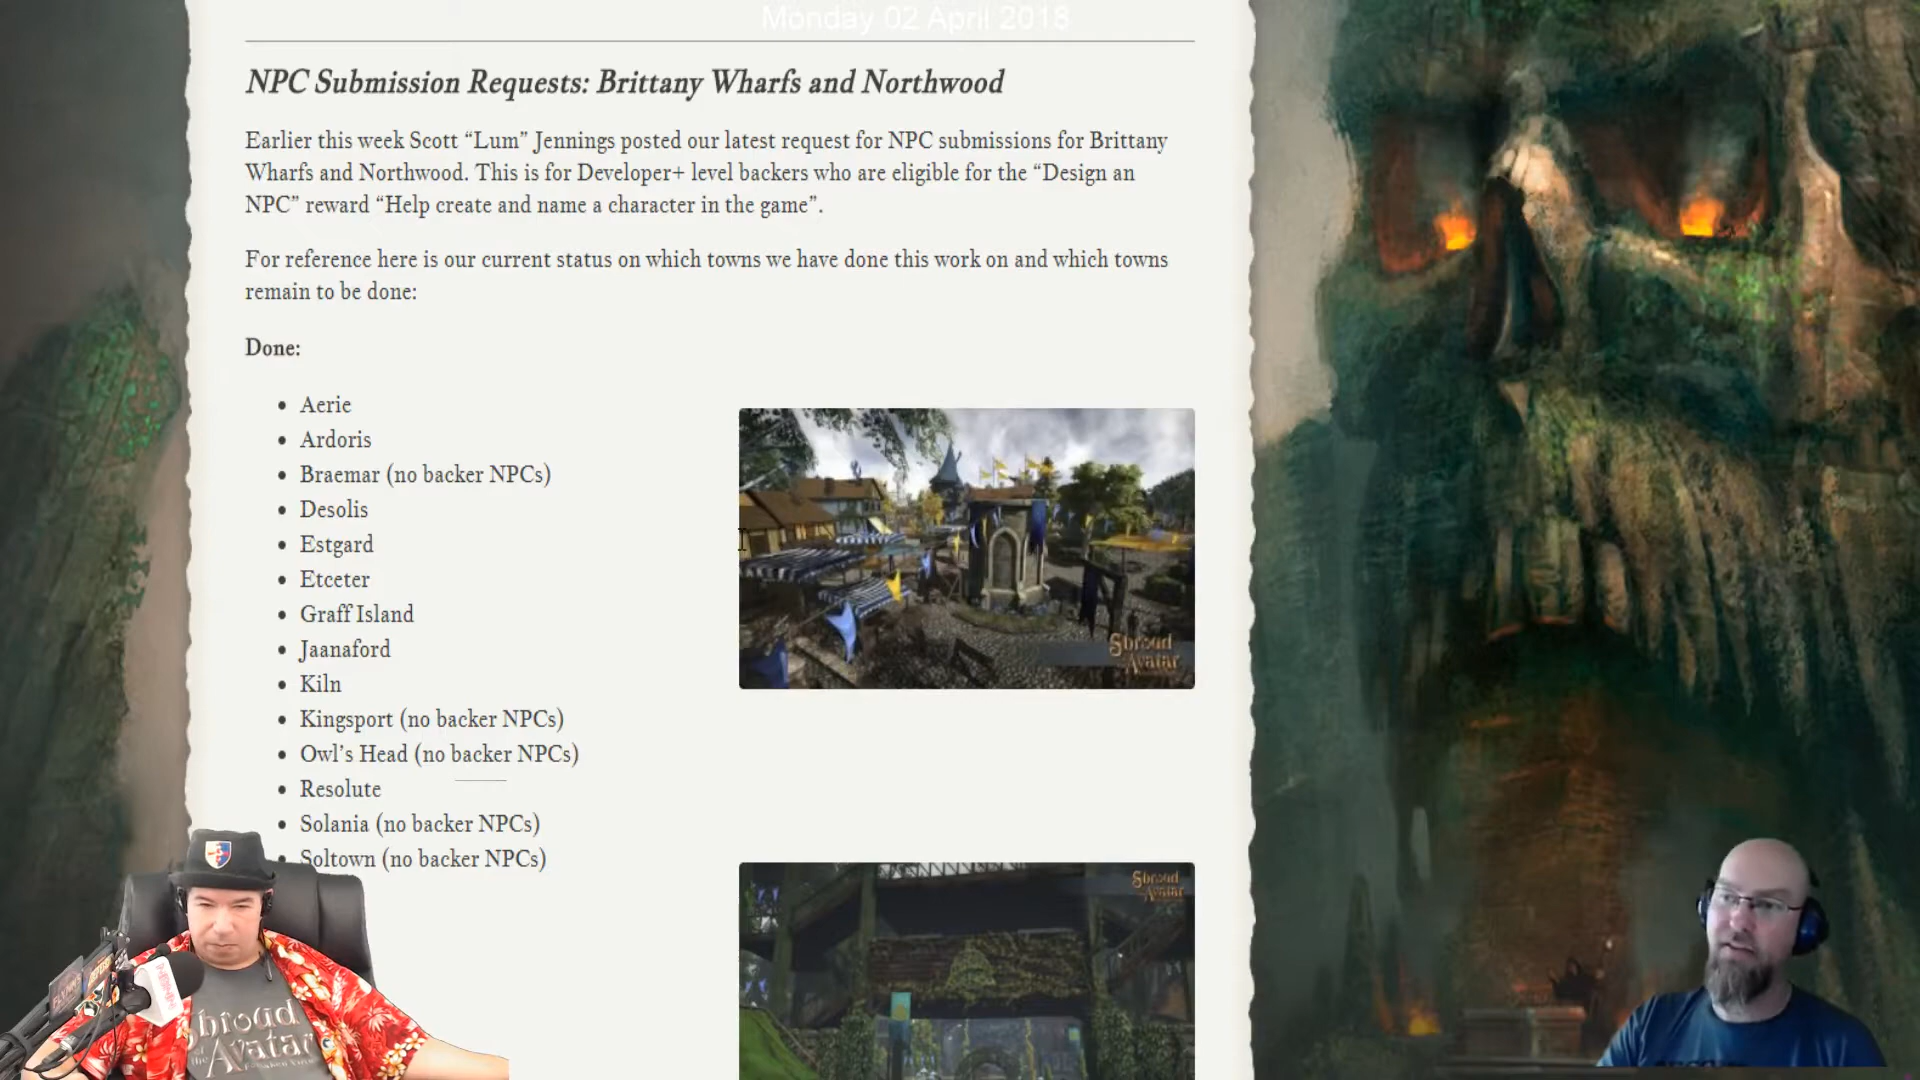 Monday 02 April 2018
NPC Submission Requests: Brittany Wharfs and Northwood
Earlier this week Scott “Lum” Jennings posted our latest request for NPC submissions for Brittany
Wharfs and Northwood. This is for Developer+ level backers who are eligible for the “Design an
NPC” reward “Help create and name a character in the game”.
For reference here is our current status on which towns we have done this work on and which towns
remain to be done:
Done:
Aerie
Ardoris
Braemar (no backer NPCs)
Desolis
Estgard
Etceter
Graff Island
Jaanaford
Kiln
Kingsport (no backer NPCs)
Owl’s Head (no backer NPCs)
Resolute
Solania (no backer NPCs)
Soltown (no backer NPCs)
Shroud
Avatar
Shroud
Avatar
Shroud
of the
Avatar